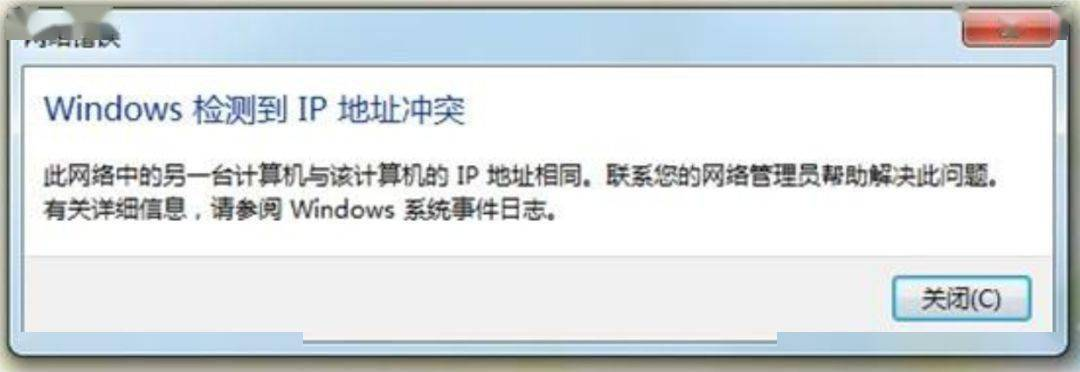 Windows 检测到 IP 地址冲突
此网络中的另一台计算机与该计算机的 IP 地址相同。联系您的网络管理员帮助解决此问题。
有关详细信息，请参阅 Windows 系统事件日志。
关闭(C)